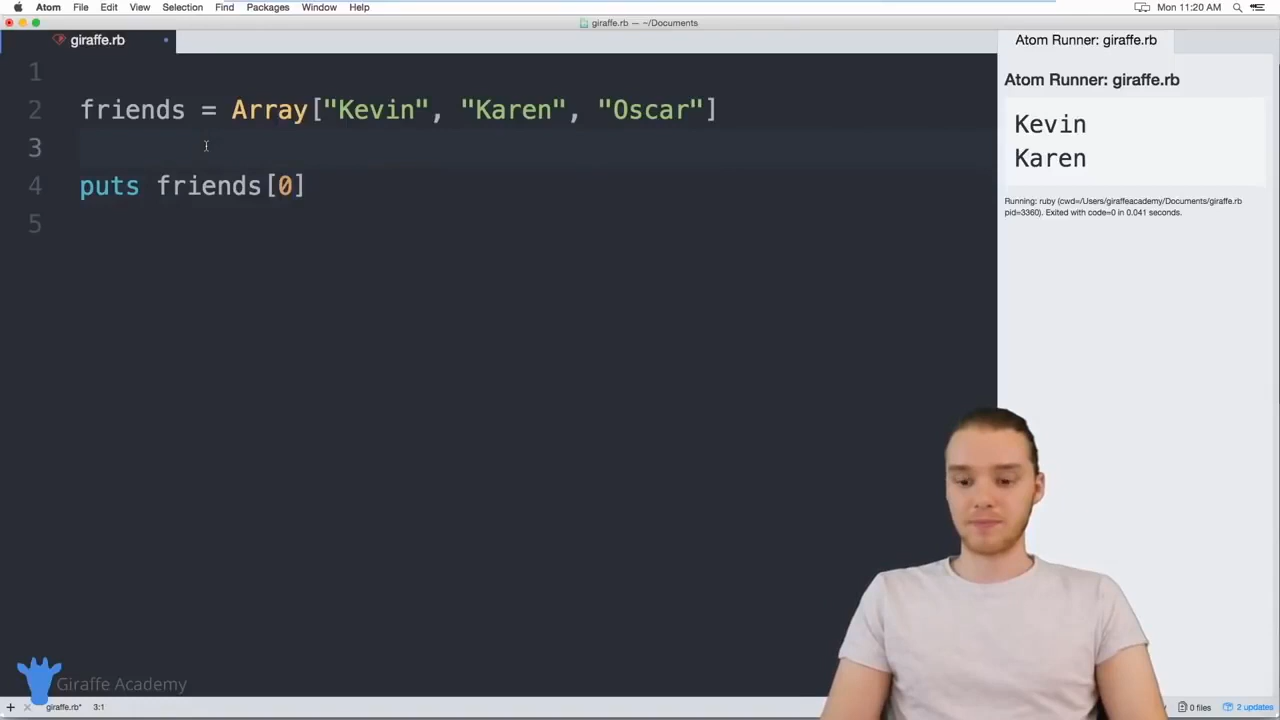 Atom File Edit View Selection Find Packages Window Help Mon 11:20 AM
giraffe.rb — ~/Documents
giraffe.rb
Atom Runner: giraffe.rb
Atom Runner: giraffe.rb
1
2 friends = Array["Kevin", "Karen", "Oscar"]
3
4 puts friends[0]
5
Kevin
Karen
Running: ruby (cwd=/Users/giraffeacademy/Documents/giraffe.rb
pid=3360). Exited with code=0 in 0.041 seconds.
Giraffe Academy
giraffe.rb* 3:1
0 files 2 updates